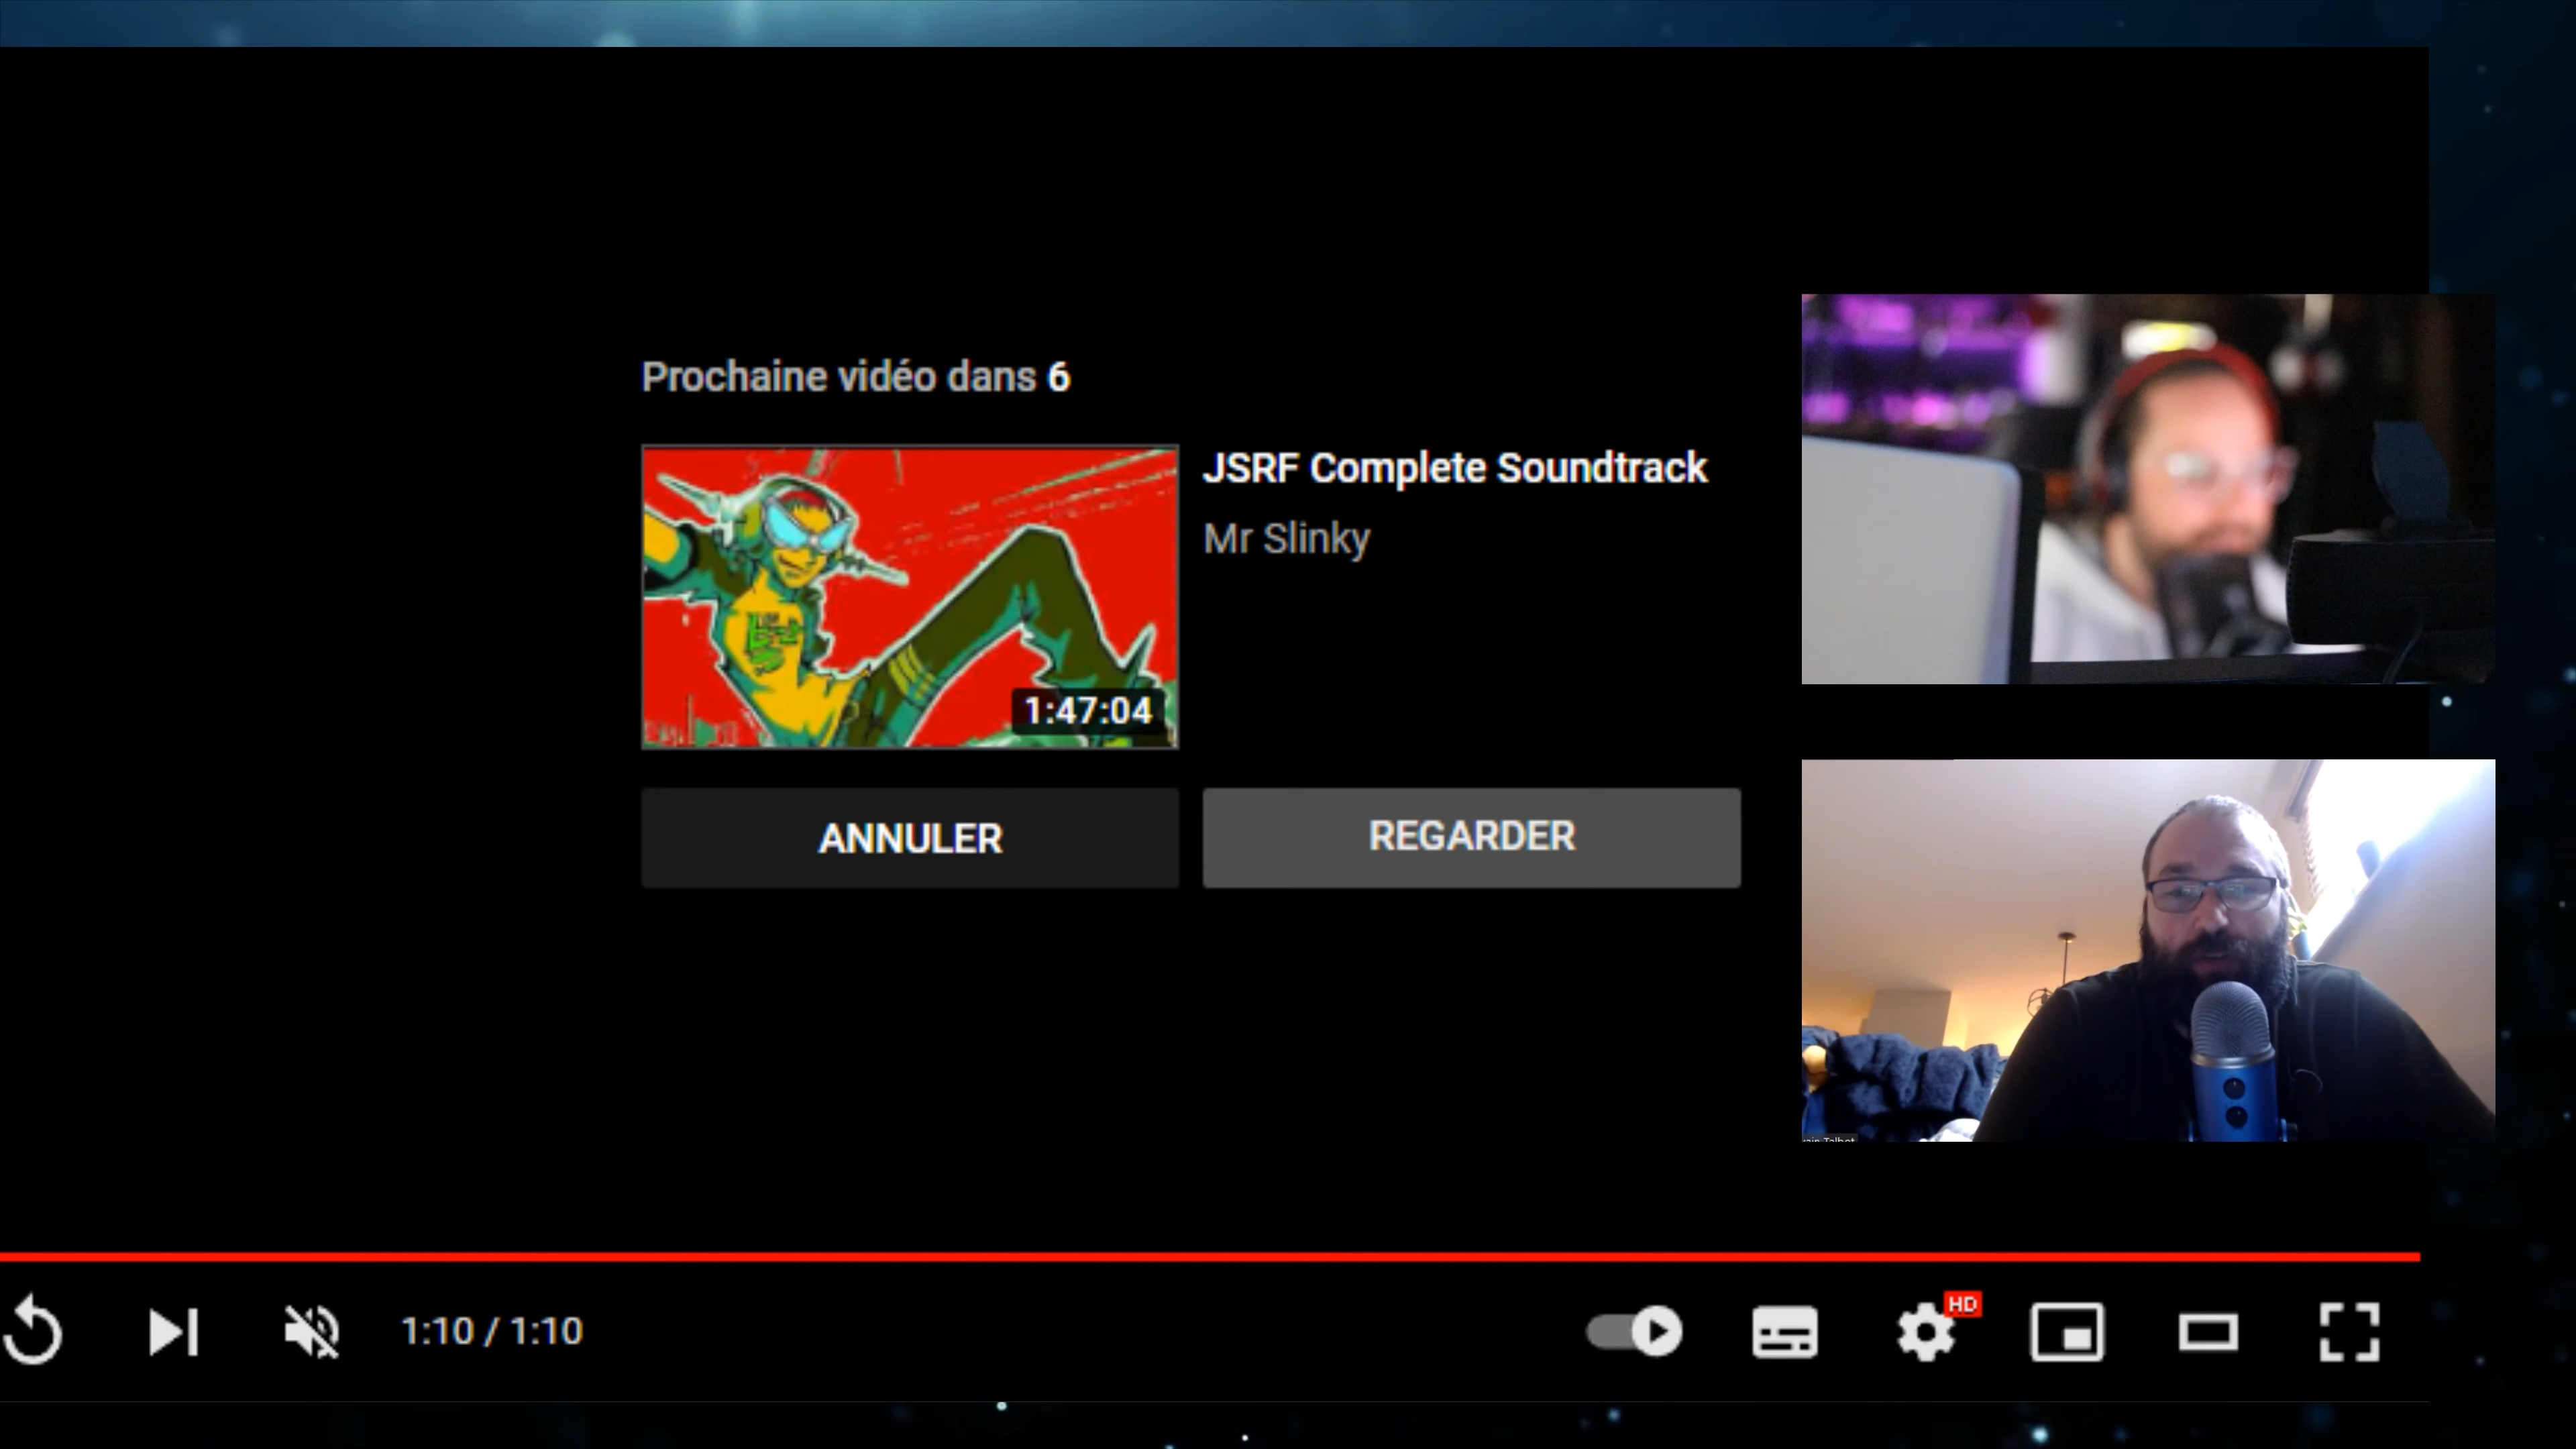 Prochaine vidéo dans 6
JSRF Complete Soundtrack
Mr Slinky
1:47:04
ANNULER
REGARDER
Talbot
HD
1:10 / 1:10